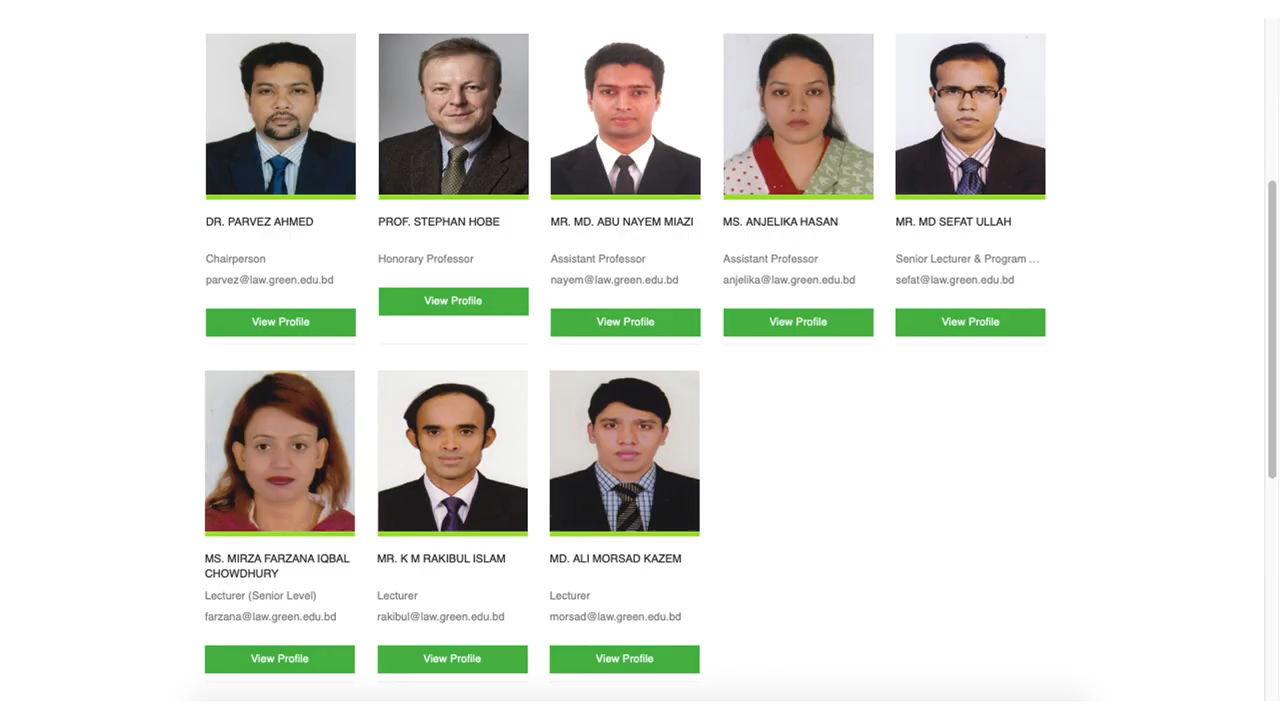 DR. PARVEZ AHMED
Chairperson
parvez@law.green.edu.bd
View Profile
PROF. STEPHAN HOBE
Honorary Professor
View Profile
MR. MD. ABU NAYEM MIAZI
Assistant Professor
nayem@law.green.edu.bd
View Profile
MS. ANJELIKA HASAN
Assistant Professor
anjelika@law.green.edu.bd
View Profile
MR. MD SEFAT ULLAH
Senior Lecturer & Program ...
sefat@law.green.edu.bd
View Profile
MS. MIRZA FARZANA IQBAL
CHOWDHURY
Lecturer (Senior Level)
farzana@law.green.edu.bd
View Profile
MR. K M RAKIBUL ISLAM
Lecturer
rakibul@law.green.edu.bd
View Profile
MD. ALI MORSAD KAZEM
Lecturer
morsad@law.green.edu.bd
View Profile